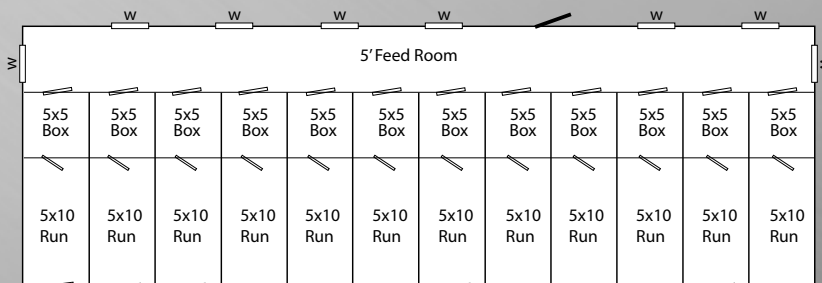 W W W W W W
W
5’ Feed Room
5x5 5x5 5x5 5x5 5x5 5x5 5x5 5x5 5x5 5x5 5x5 5x5
Box Box Box Box Box Box Box Box Box Box Box Box
5x10 5x10 5x10 5x10 5x10 5x10 5x10 5x10 5x10 5x10 5x10 5x10
Run Run Run Run Run Run Run Run Run Run Run Run